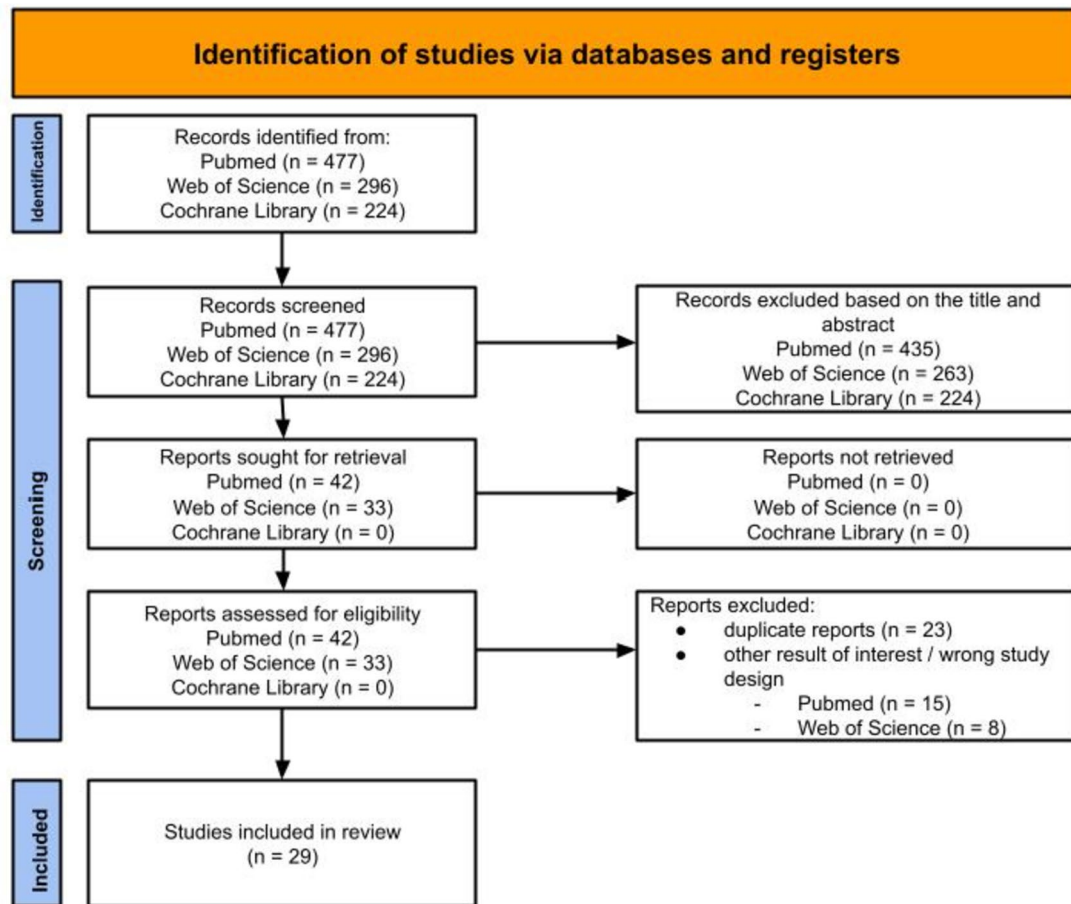 Identification of studies via databases and registers
Identification
Records identified from:
Pubmed (n = 477)
Web of Science (n = 296)
Cochrane Library (n = 224)
Screening
Records screened
Pubmed (n = 477)
Web of Science (n = 296)
Cochrane Library (n = 224)
Records excluded based on the title and
abstract
Pubmed (n = 435)
Web of Science (n = 263)
Cochrane Library (n = 224)
Reports sought for retrieval
Pubmed (n = 42)
Web of Science (n = 33)
Cochrane Library (n = 0)
Reports not retrieved
Pubmed (n = 0)
Web of Science (n = 0)
Cochrane Library (n = 0)
Reports assessed for eligibility
Pubmed (n = 42)
Web of Science (n = 33)
Cochrane Library (n = 0)
Reports excluded:
● duplicate reports (n = 23)
● other result of interest / wrong study
design
- Pubmed (n = 15)
- Web of Science (n = 8)
Included
Studies included in review
(n = 29)